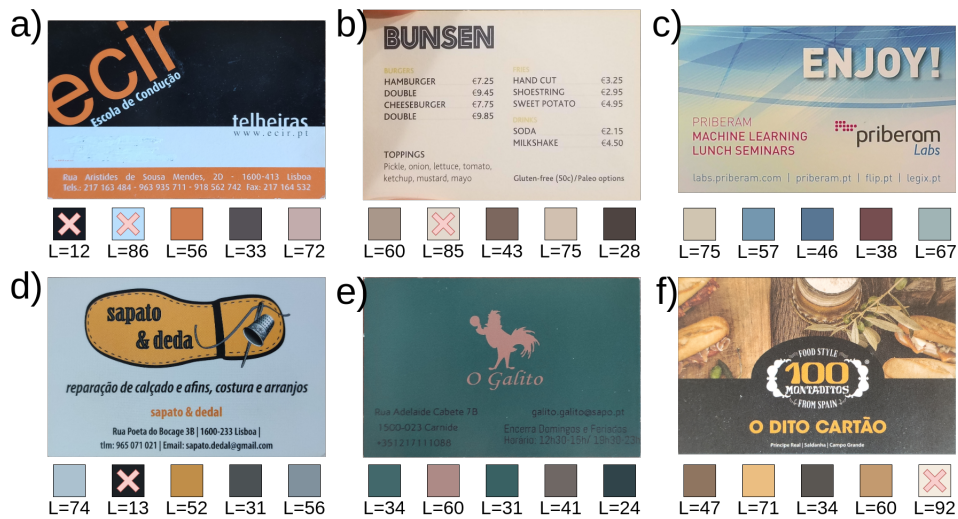 a)
ecir
Escola de Condução
telheiras
www.ecir.pt
Rua Aristides de Sousa Mendes, 20 - 1600-413 Lisboa
Tels.: 217 163 484 - 963 935 711 - 918 562 742 Fax: 217 164 532
L=12 L=86 L=56 L=33 L=72
b)
BUNSEN
BURGERS
HAMBURGER €7.25
DOUBLE €9.45
CHEESEBURGER €7.75
DOUBLE €9.85
TOPPINGS
Pickle, onion, lettuce, tomato,
ketchup, mustard, mayo
FRIES
HAND CUT €3.25
SHOESTRING €2.95
SWEET POTATO €4.95
DRINKS
SODA €2.15
MILKSHAKE €4.50
Gluten-free (50c)/Paleo options
L=60 L=85 L=43 L=75 L=28
c)
ENJOY!
PRIBERAM
MACHINE LEARNING
LUNCH SEMINARS
priberam
Labs
labs.priberam.com | priberam.pt | flip.pt | legix.pt
L=75 L=57 L=46 L=38 L=67
d)
sapato
& deda
reparação de calçado e afins, costura e arranjos
sapato & dedal
Rua Poeta do Bocage 3B | 1600-233 Lisboa |
tlm: 965 071 021 | Email: sapato.dedal@gmail.com
L=74 L=13 L=52 L=31 L=56
e)
O Galito
Rua Adelaide Cabete 7B
1500-023 Carnide
+351217111088
galito.galito@sapo.pt
Encerra Domingos e Feriados
Horário: 12h30-15h/ 19h30-23h
L=34 L=60 L=31 L=41 L=24
f)
FOOD STYLE
100
MONTADITOS
FROM SPAIN
O DITO CARTÃO
Príncipe Real | Saldanha | Campo Grande
L=47 L=71 L=34 L=60 L=92